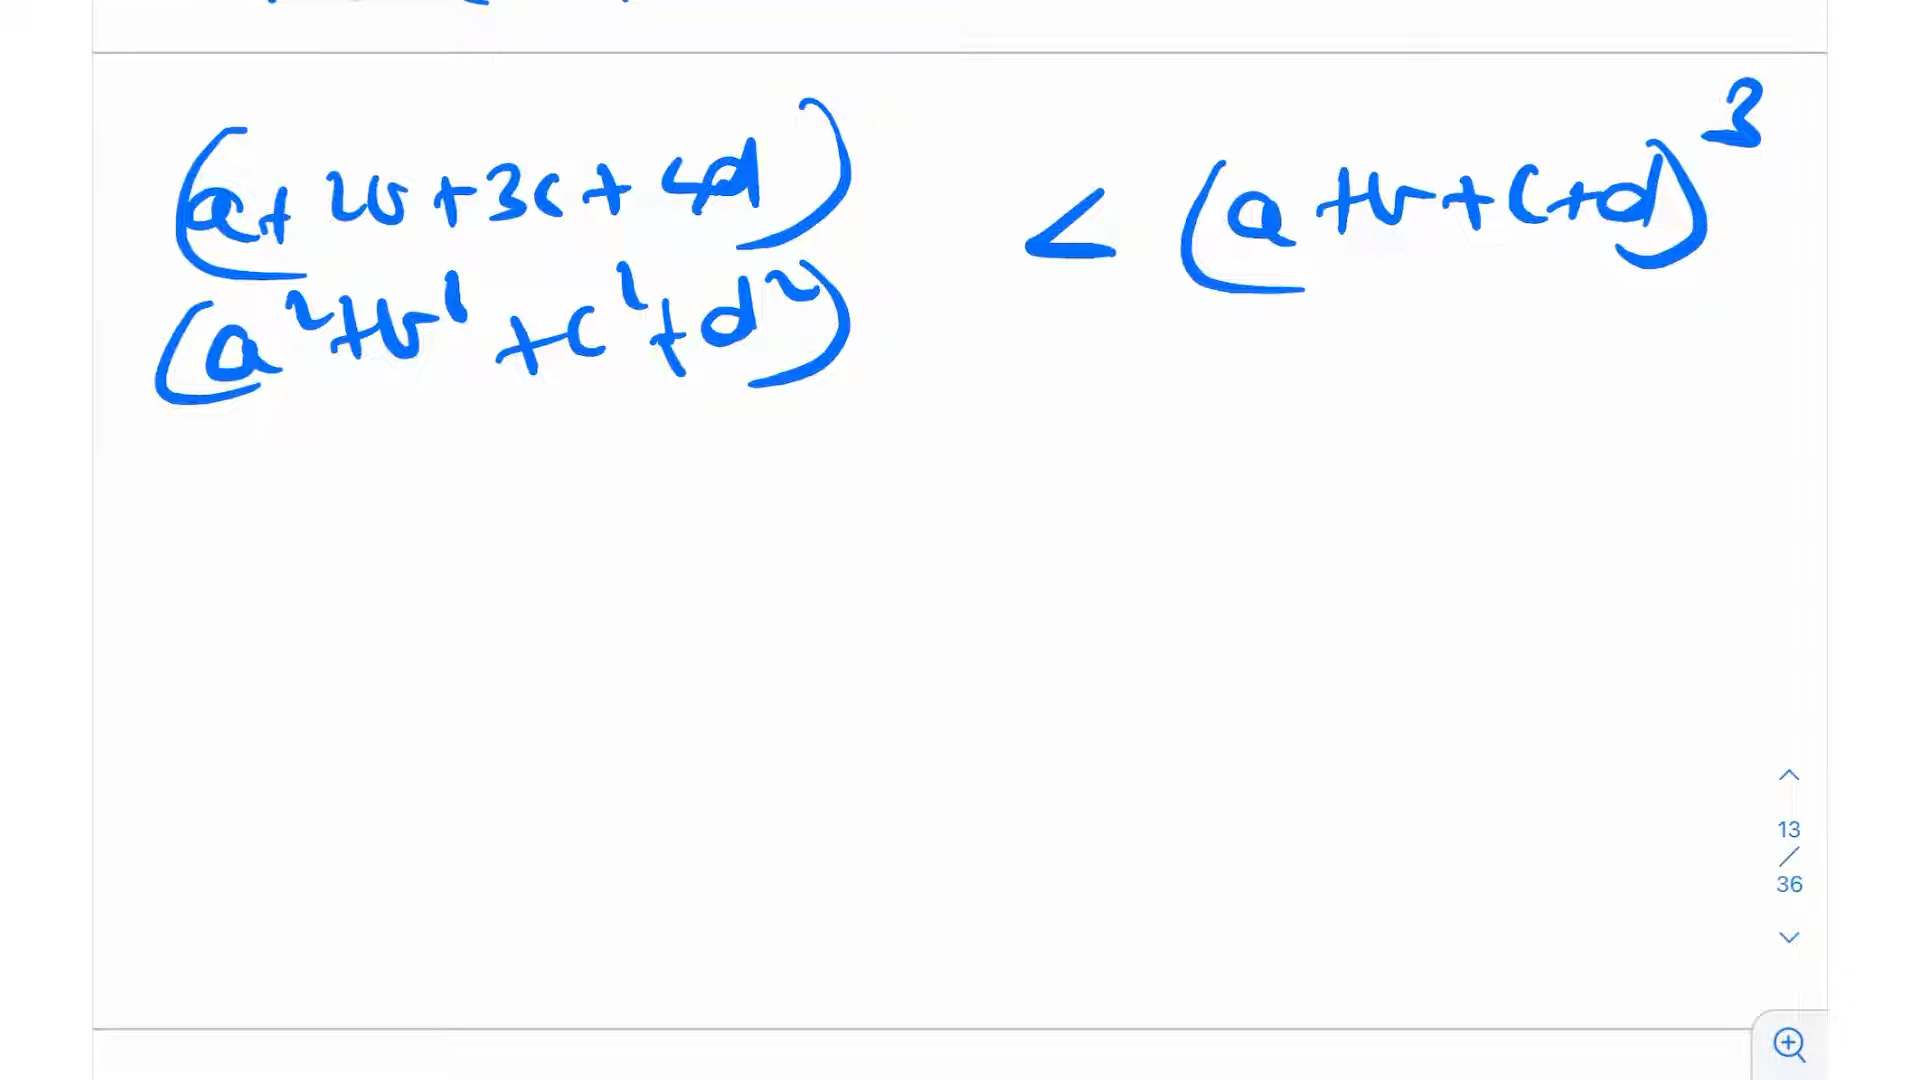 (a + 2b + 3c + 4d) < (a + b + c + d)³
(a² + b² + c² + d²)
13
/
36